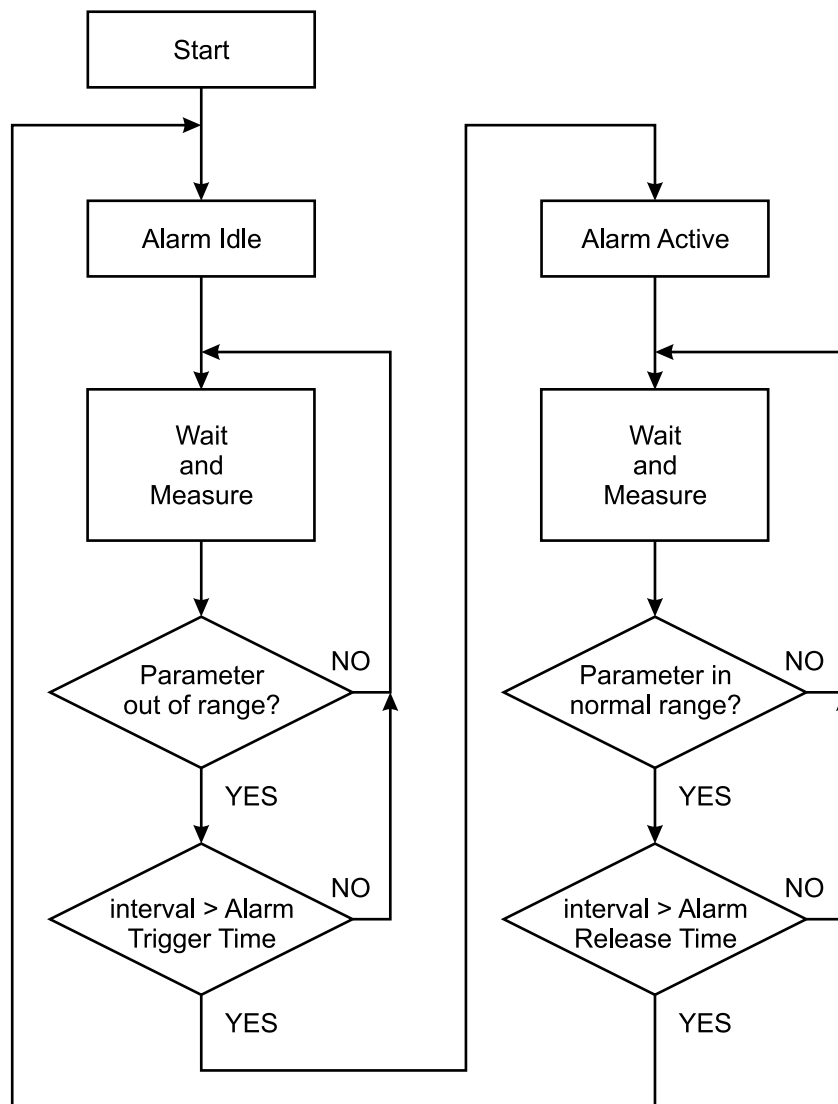 Start
Alarm Idle
Wait
and
Measure
Parameter
out of range?
NO
YES
interval > Alarm
Trigger Time
NO
YES
Alarm Active
Wait
and
Measure
Parameter in
normal range?
NO
YES
interval > Alarm
Release Time
NO
YES